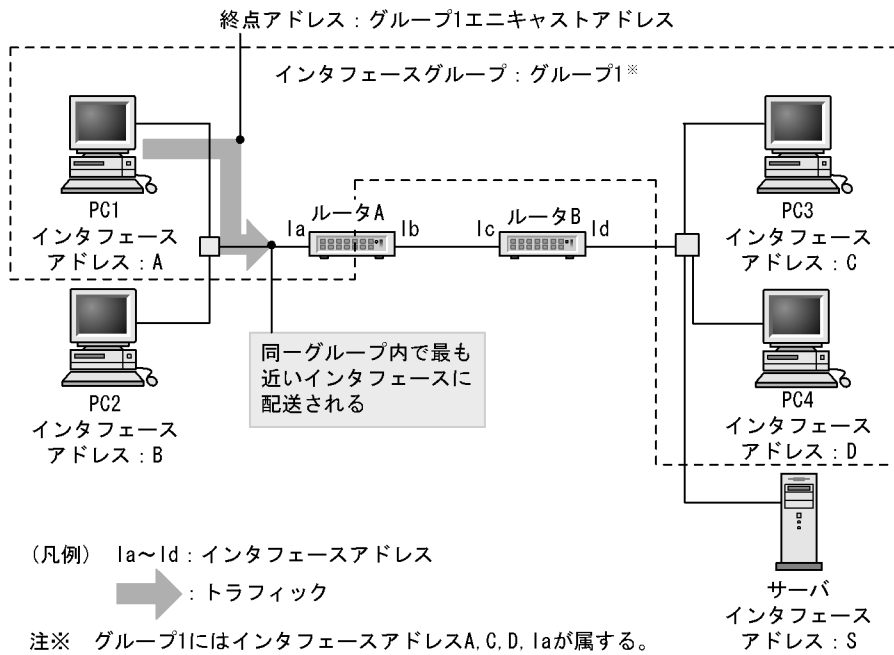 終点アドレス：グループ1エニキャストアドレス
インタフェースグループ：グループ1※
PC1
インタフェース
アドレス：A
Ia
ルータA
Ib
Ic
ルータB
Id
PC3
インタフェース
アドレス：C
PC2
インタフェース
アドレス：B
同一グループ内で最も
近いインタフェースに
配送される
PC4
インタフェース
アドレス：D
サーバ
インタフェース
アドレス：S
(凡例) Ia～Id：インタフェースアドレス
：トラフィック
注※ グループ1にはインタフェースアドレスA,C,D,Iaが属する。